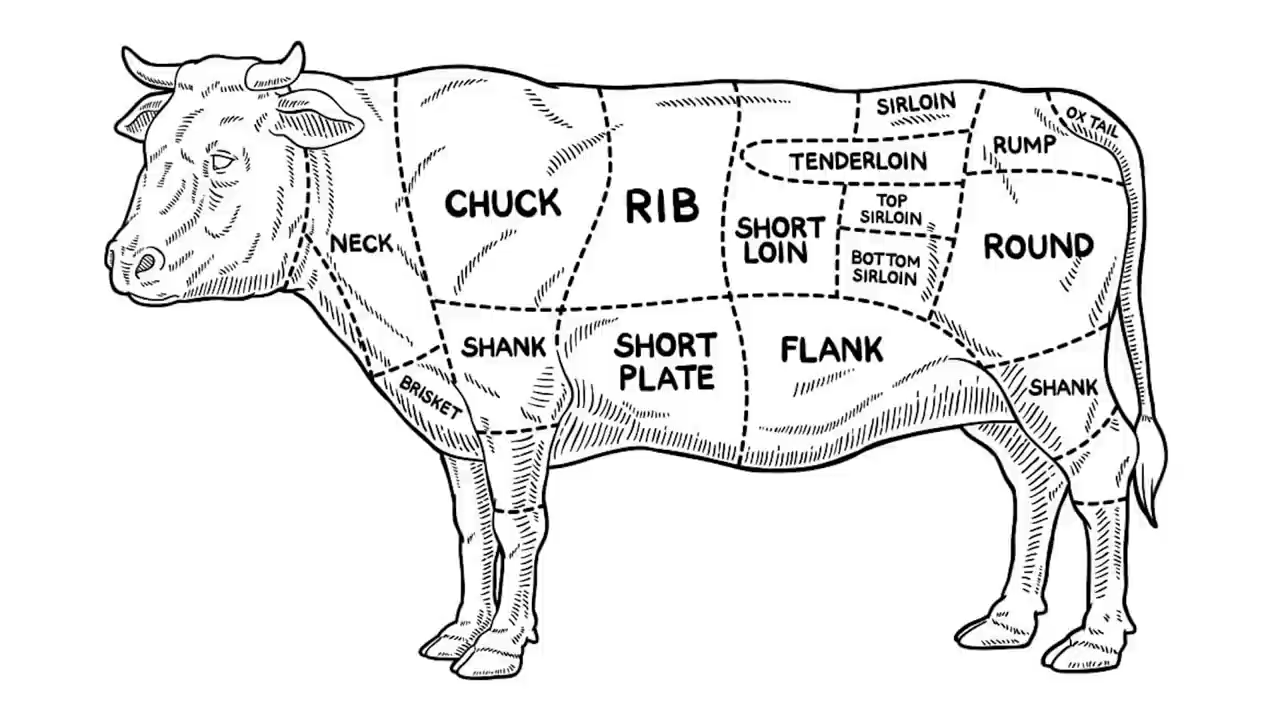 SIRLOIN
OX TAIL
RUMP
TENDERLOIN
CHUCK
RIB
TOP
SIRLOIN
SHORT
LOIN
NECK
ROUND
BOTTOM
SIRLOIN
SHANK
SHORT
PLATE
FLANK
BRISKET
SHANK